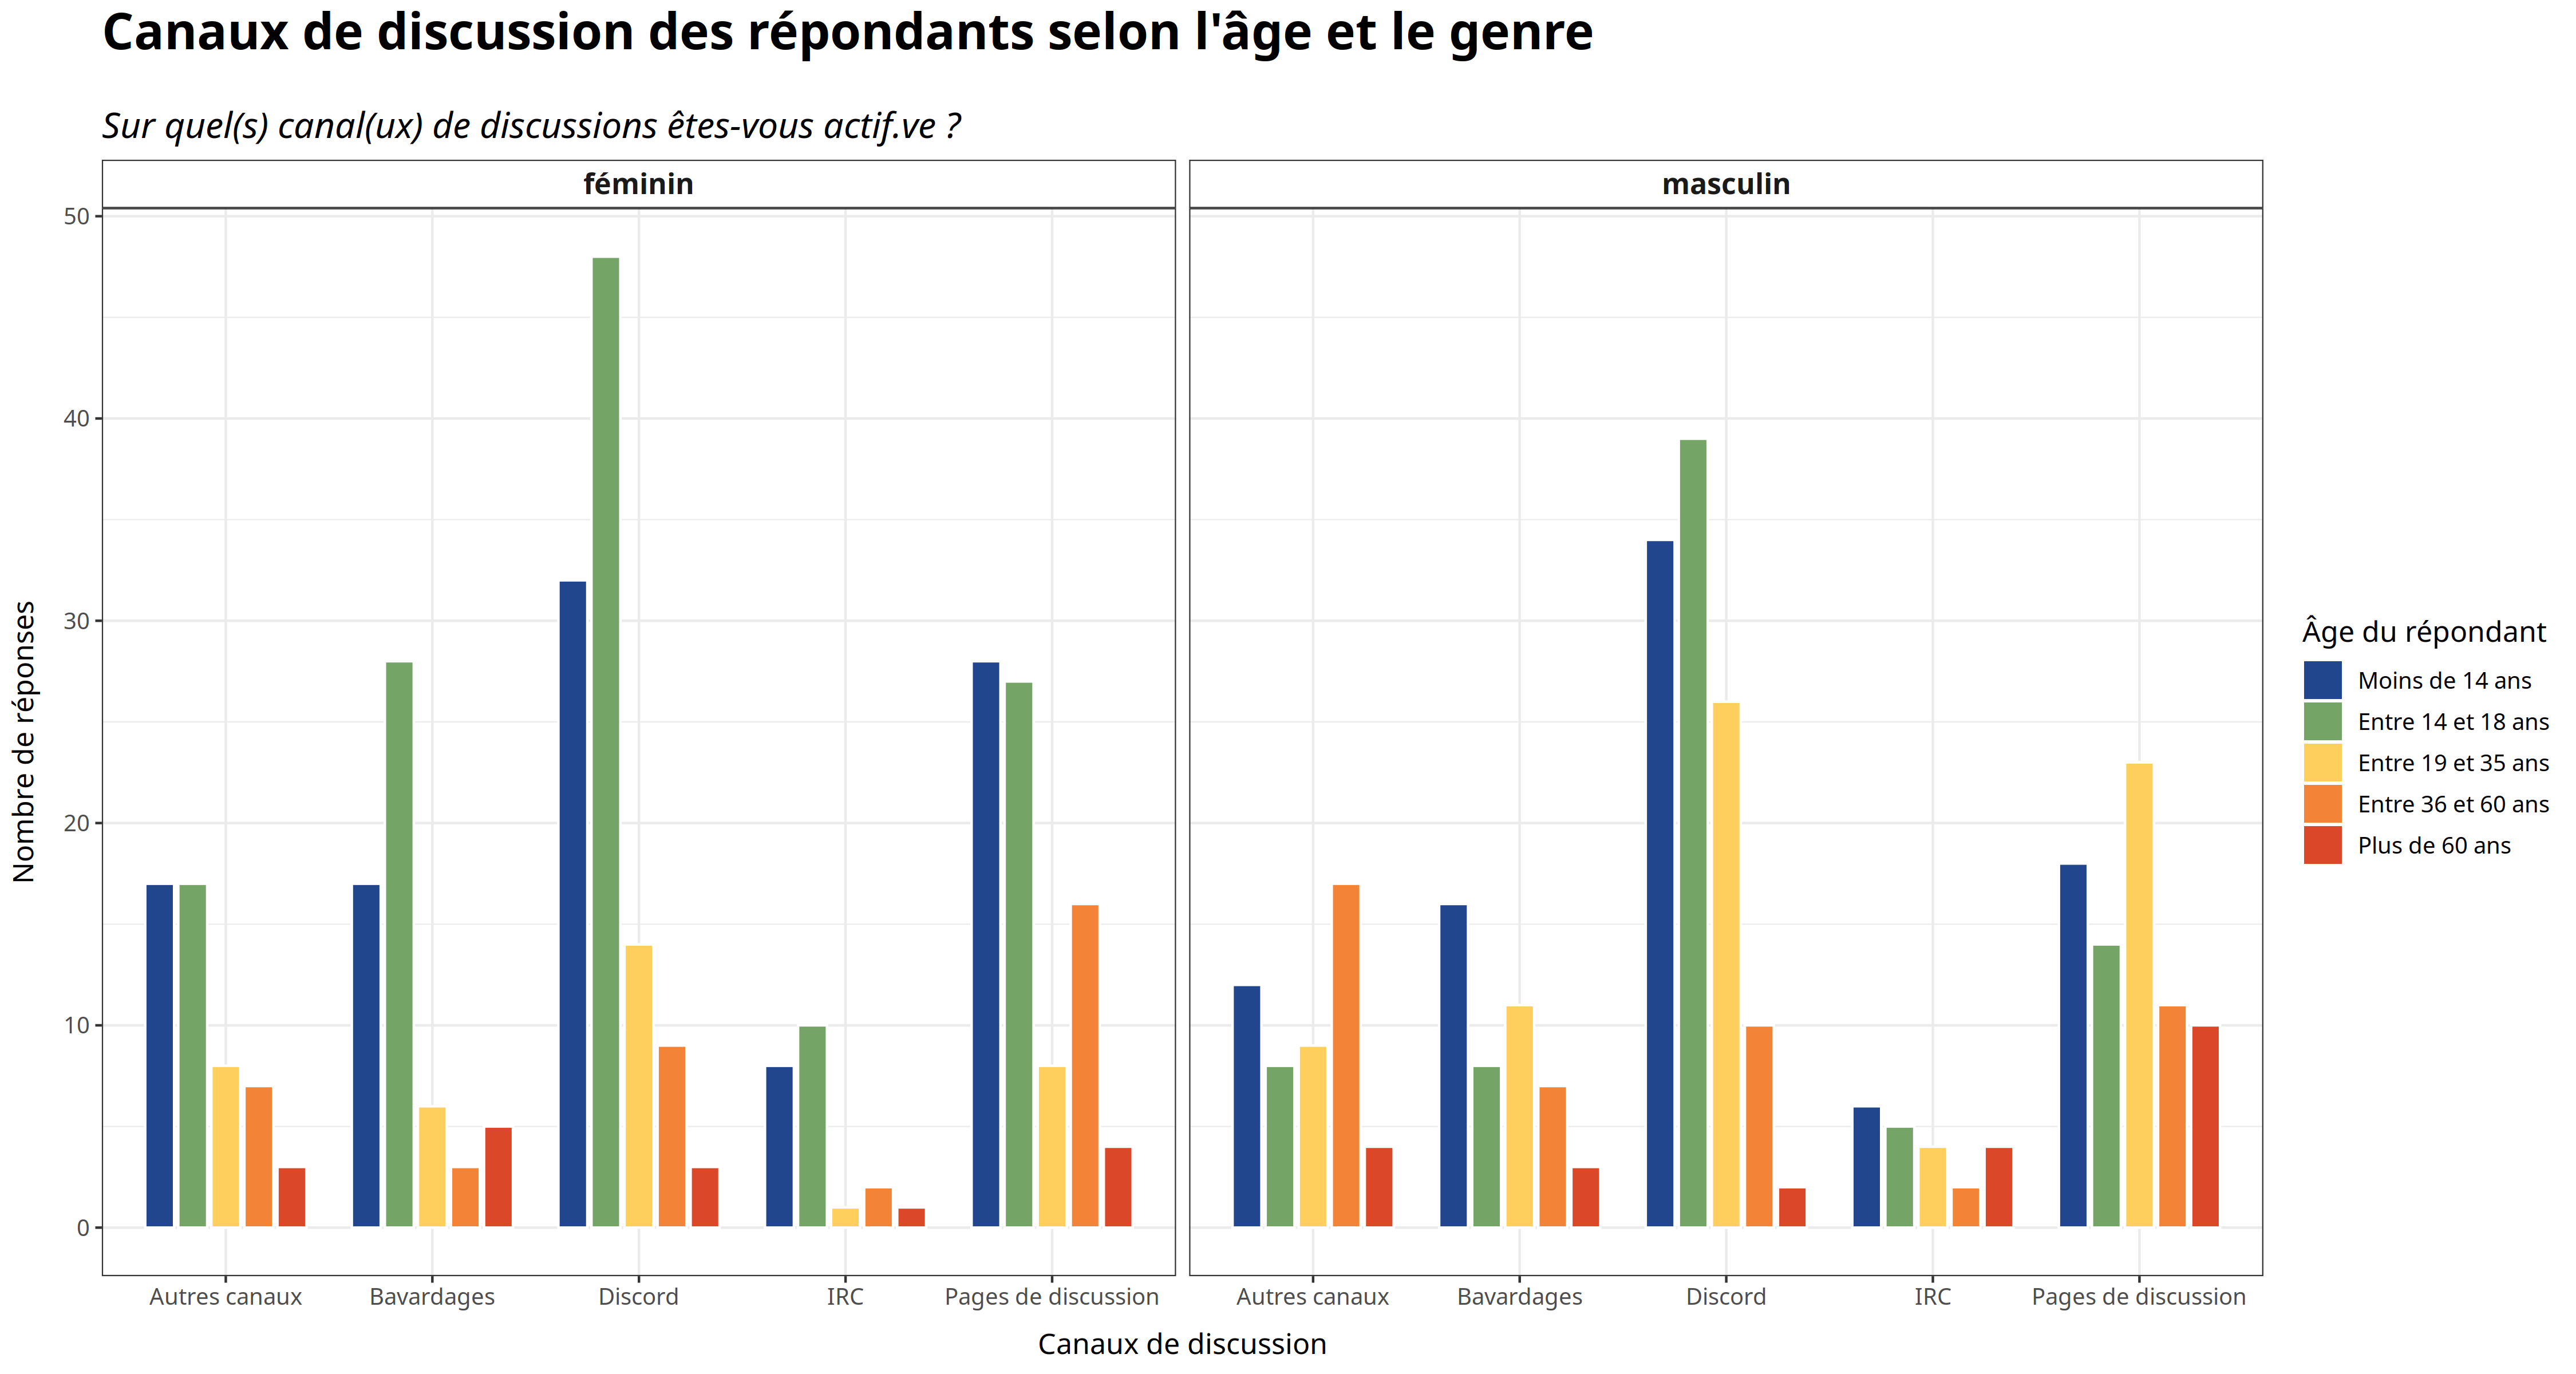 Canaux de discussion des répondants selon l'âge et le genre
Sur quel(s) canal(ux) de discussions êtes-vous actif.ve ?
féminin
masculin
50
40
30
20
10
0
Nombre de réponses
Autres canaux
Bavardages
Discord
IRC
Pages de discussion
Autres canaux
Bavardages
Discord
IRC
Pages de discussion
Canaux de discussion
Âge du répondant
Moins de 14 ans
Entre 14 et 18 ans
Entre 19 et 35 ans
Entre 36 et 60 ans
Plus de 60 ans